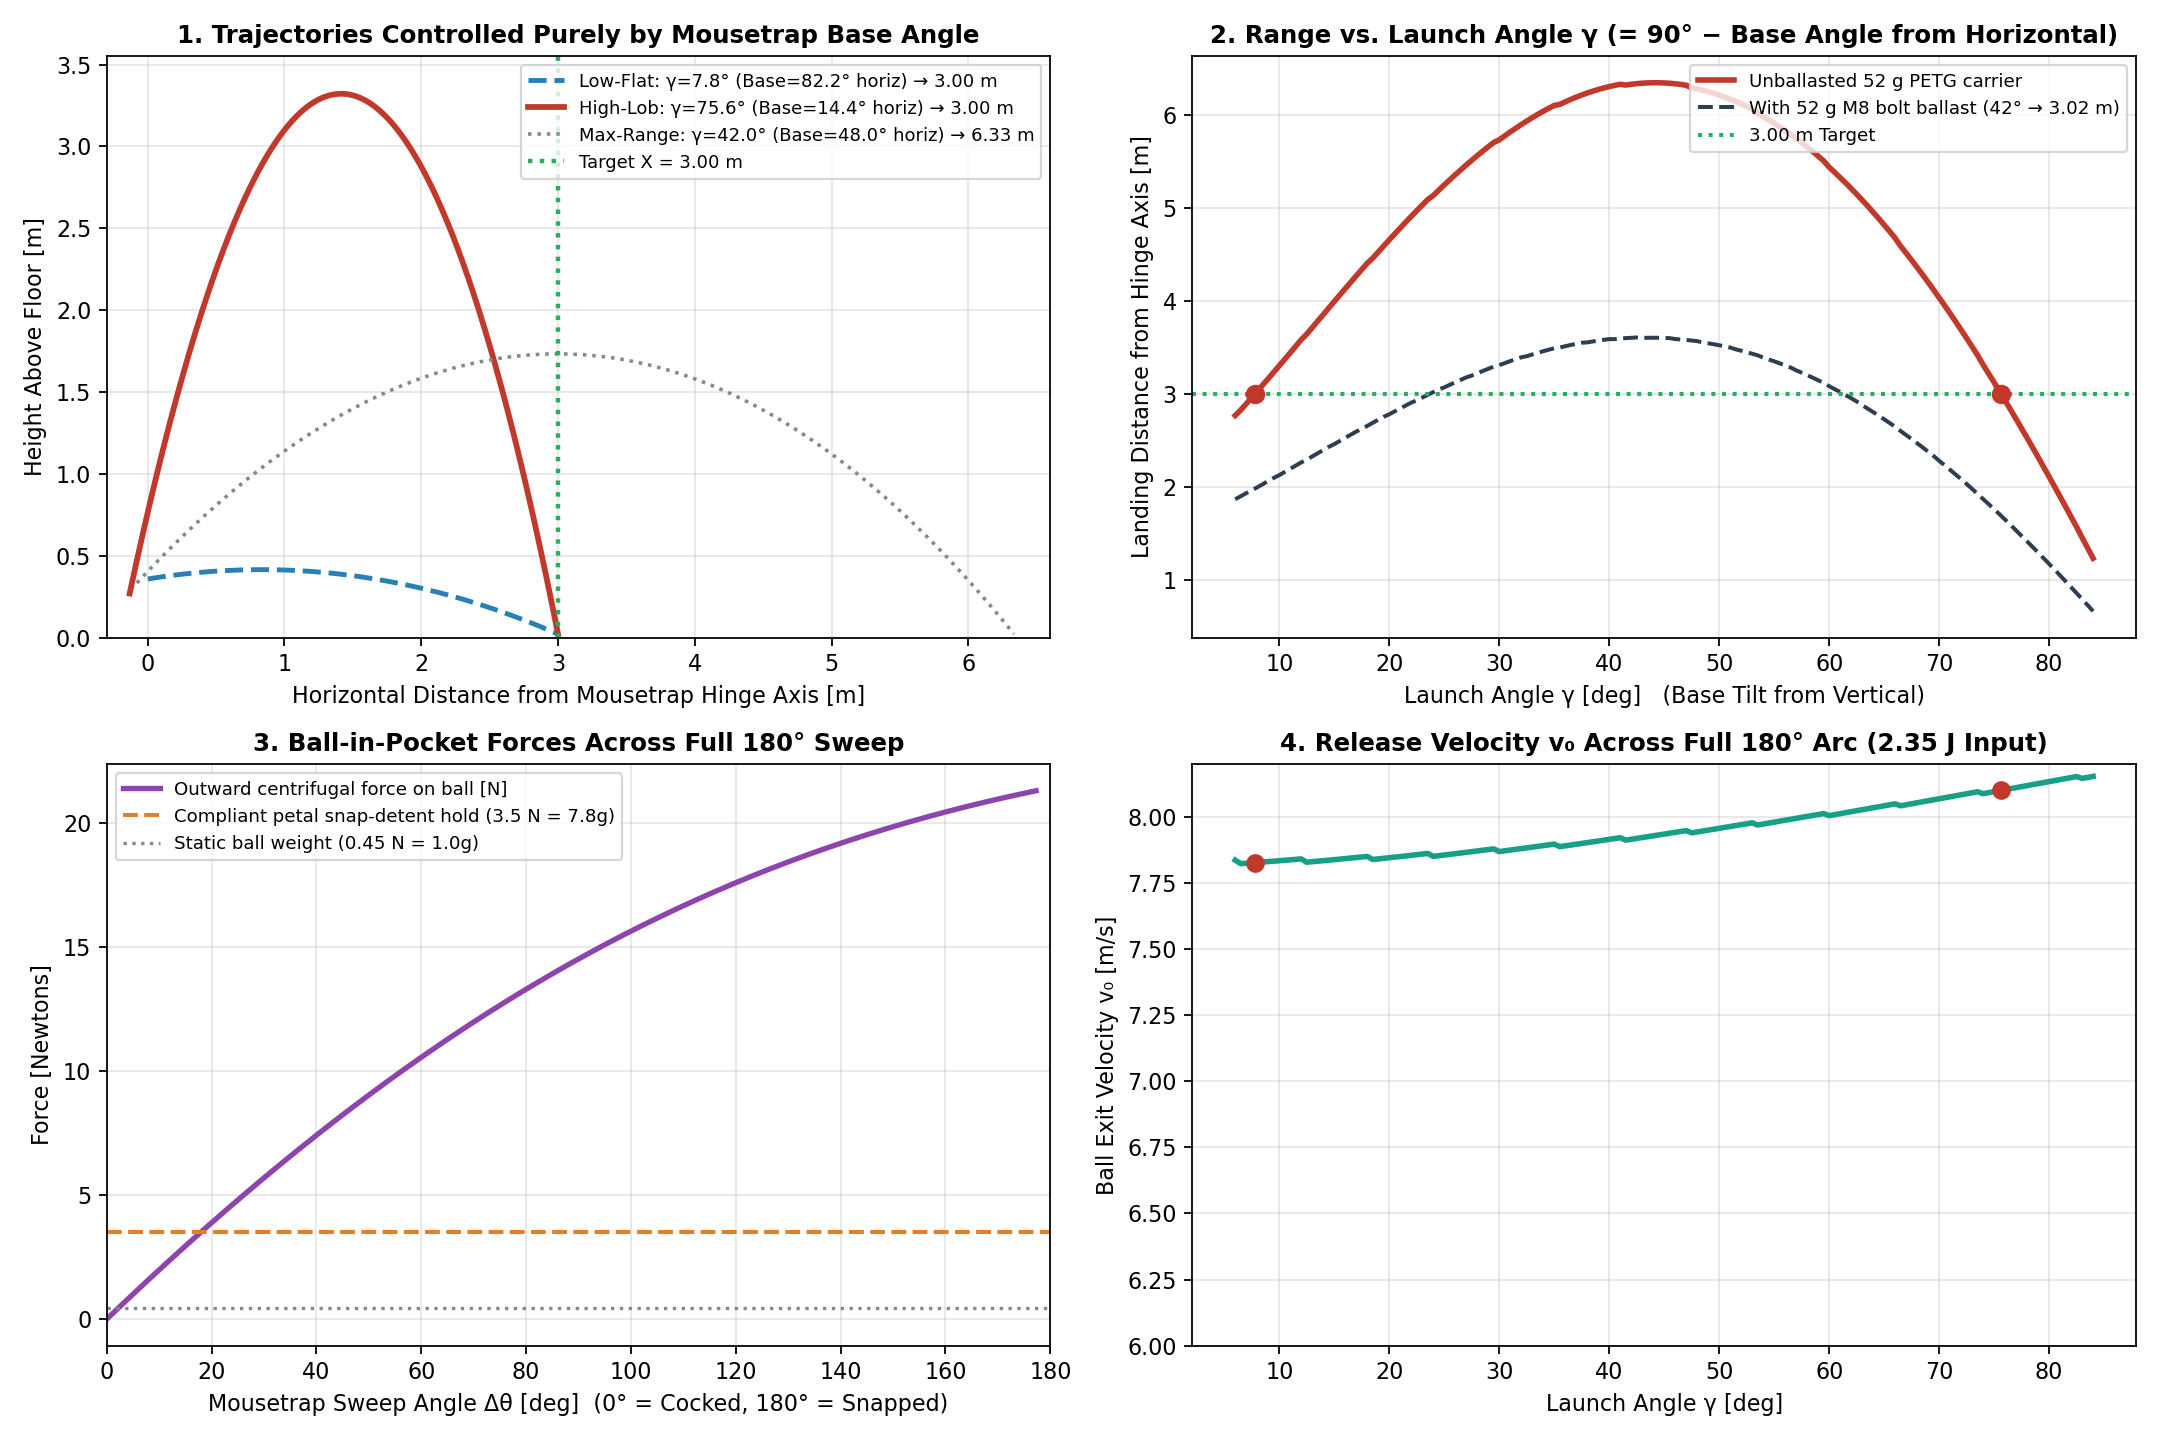 1. Trajectories Controlled Purely by Mousetrap Base Angle
Height Above Floor [m]
3.5
3.0
2.5
2.0
1.5
1.0
0.5
0.0
Low-Flat: γ=7.8° (Base=82.2° horiz) → 3.00 m
High-Lob: γ=75.6° (Base=14.4° horiz) → 3.00 m
Max-Range: γ=42.0° (Base=48.0° horiz) → 6.33 m
Target X = 3.00 m
0 1 2 3 4 5 6
Horizontal Distance from Mousetrap Hinge Axis [m]
2. Range vs. Launch Angle γ (= 90° − Base Angle from Horizontal)
Landing Distance from Hinge Axis [m]
6
5
4
3
2
1
Unballasted 52 g PETG carrier
With 52 g M8 bolt ballast (42° → 3.02 m)
3.00 m Target
10 20 30 40 50 60 70 80
Launch Angle γ [deg]   (Base Tilt from Vertical)
3. Ball-in-Pocket Forces Across Full 180° Sweep
Force [Newtons]
20
15
10
5
0
Outward centrifugal force on ball [N]
Compliant petal snap-detent hold (3.5 N = 7.8g)
Static ball weight (0.45 N = 1.0g)
0 20 40 60 80 100 120 140 160 180
Mousetrap Sweep Angle Δθ [deg]  (0° = Cocked, 180° = Snapped)
4. Release Velocity v₀ Across Full 180° Arc (2.35 J Input)
Ball Exit Velocity v₀ [m/s]
8.00
7.75
7.50
7.25
7.00
6.75
6.50
6.25
6.00
10 20 30 40 50 60 70 80
Launch Angle γ [deg]